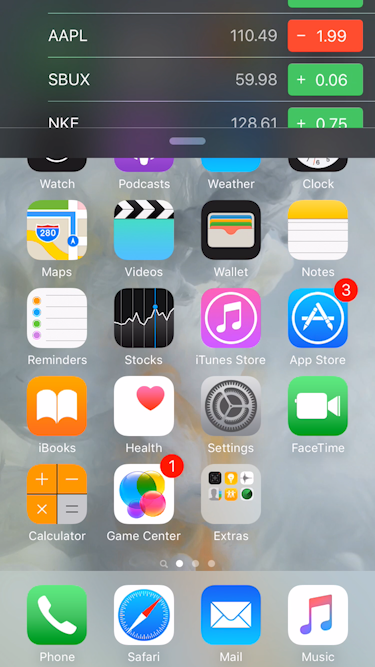 AAPL 110.49 − 1.99
SBUX 59.98 + 0.06
NKE 128.61 + 0.75
Watch Podcasts Weather Clock
280
Maps Videos Wallet Notes
3
Reminders Stocks iTunes Store App Store
iBooks Health Settings FaceTime
1
Calculator Game Center Extras
Phone Safari Mail Music